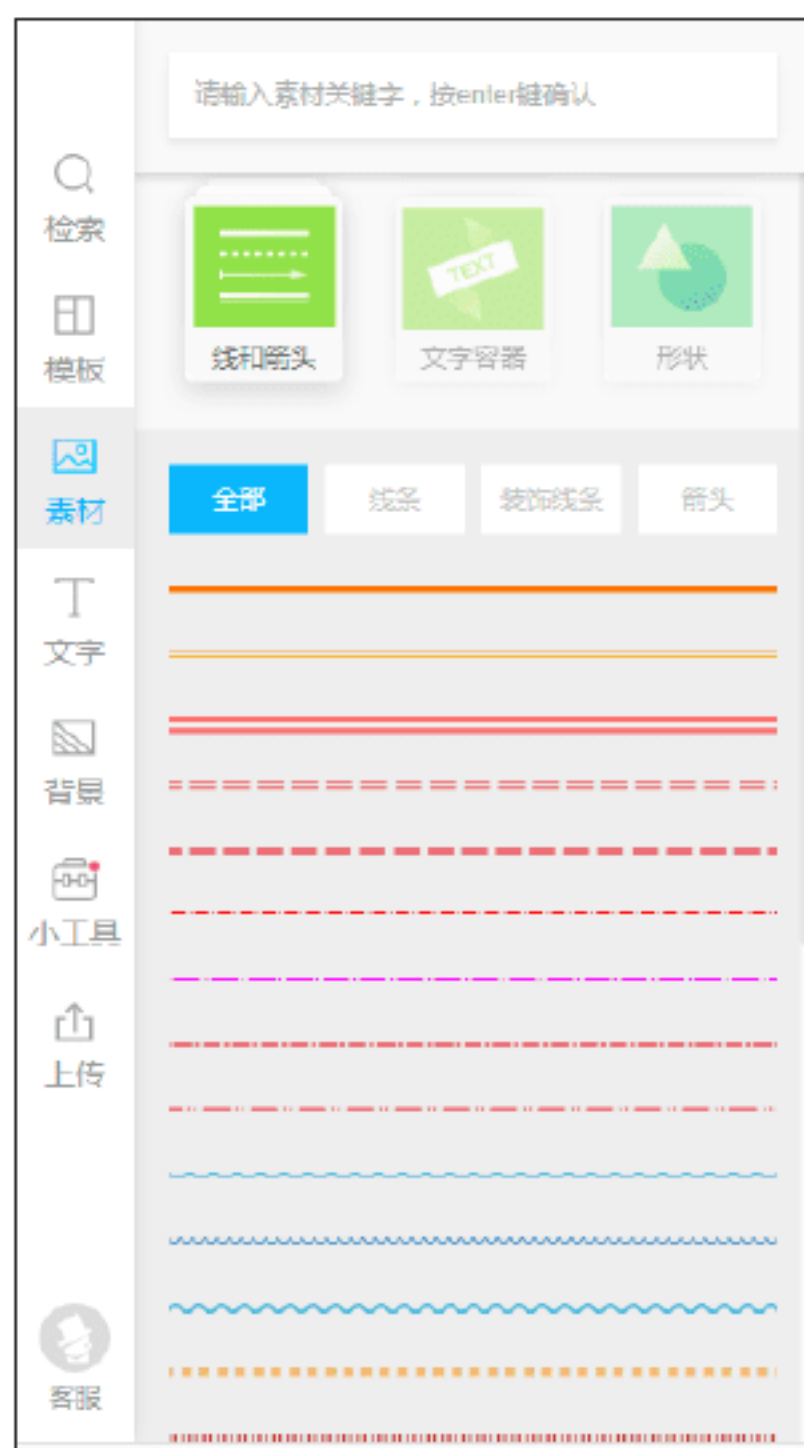 请输入素材关键字，按enter键确认
检索
模板
素材
文字
背景
小工具
上传
客服
TEXT
线和箭头
文字容器
形状
全部
线条
装饰线条
箭头